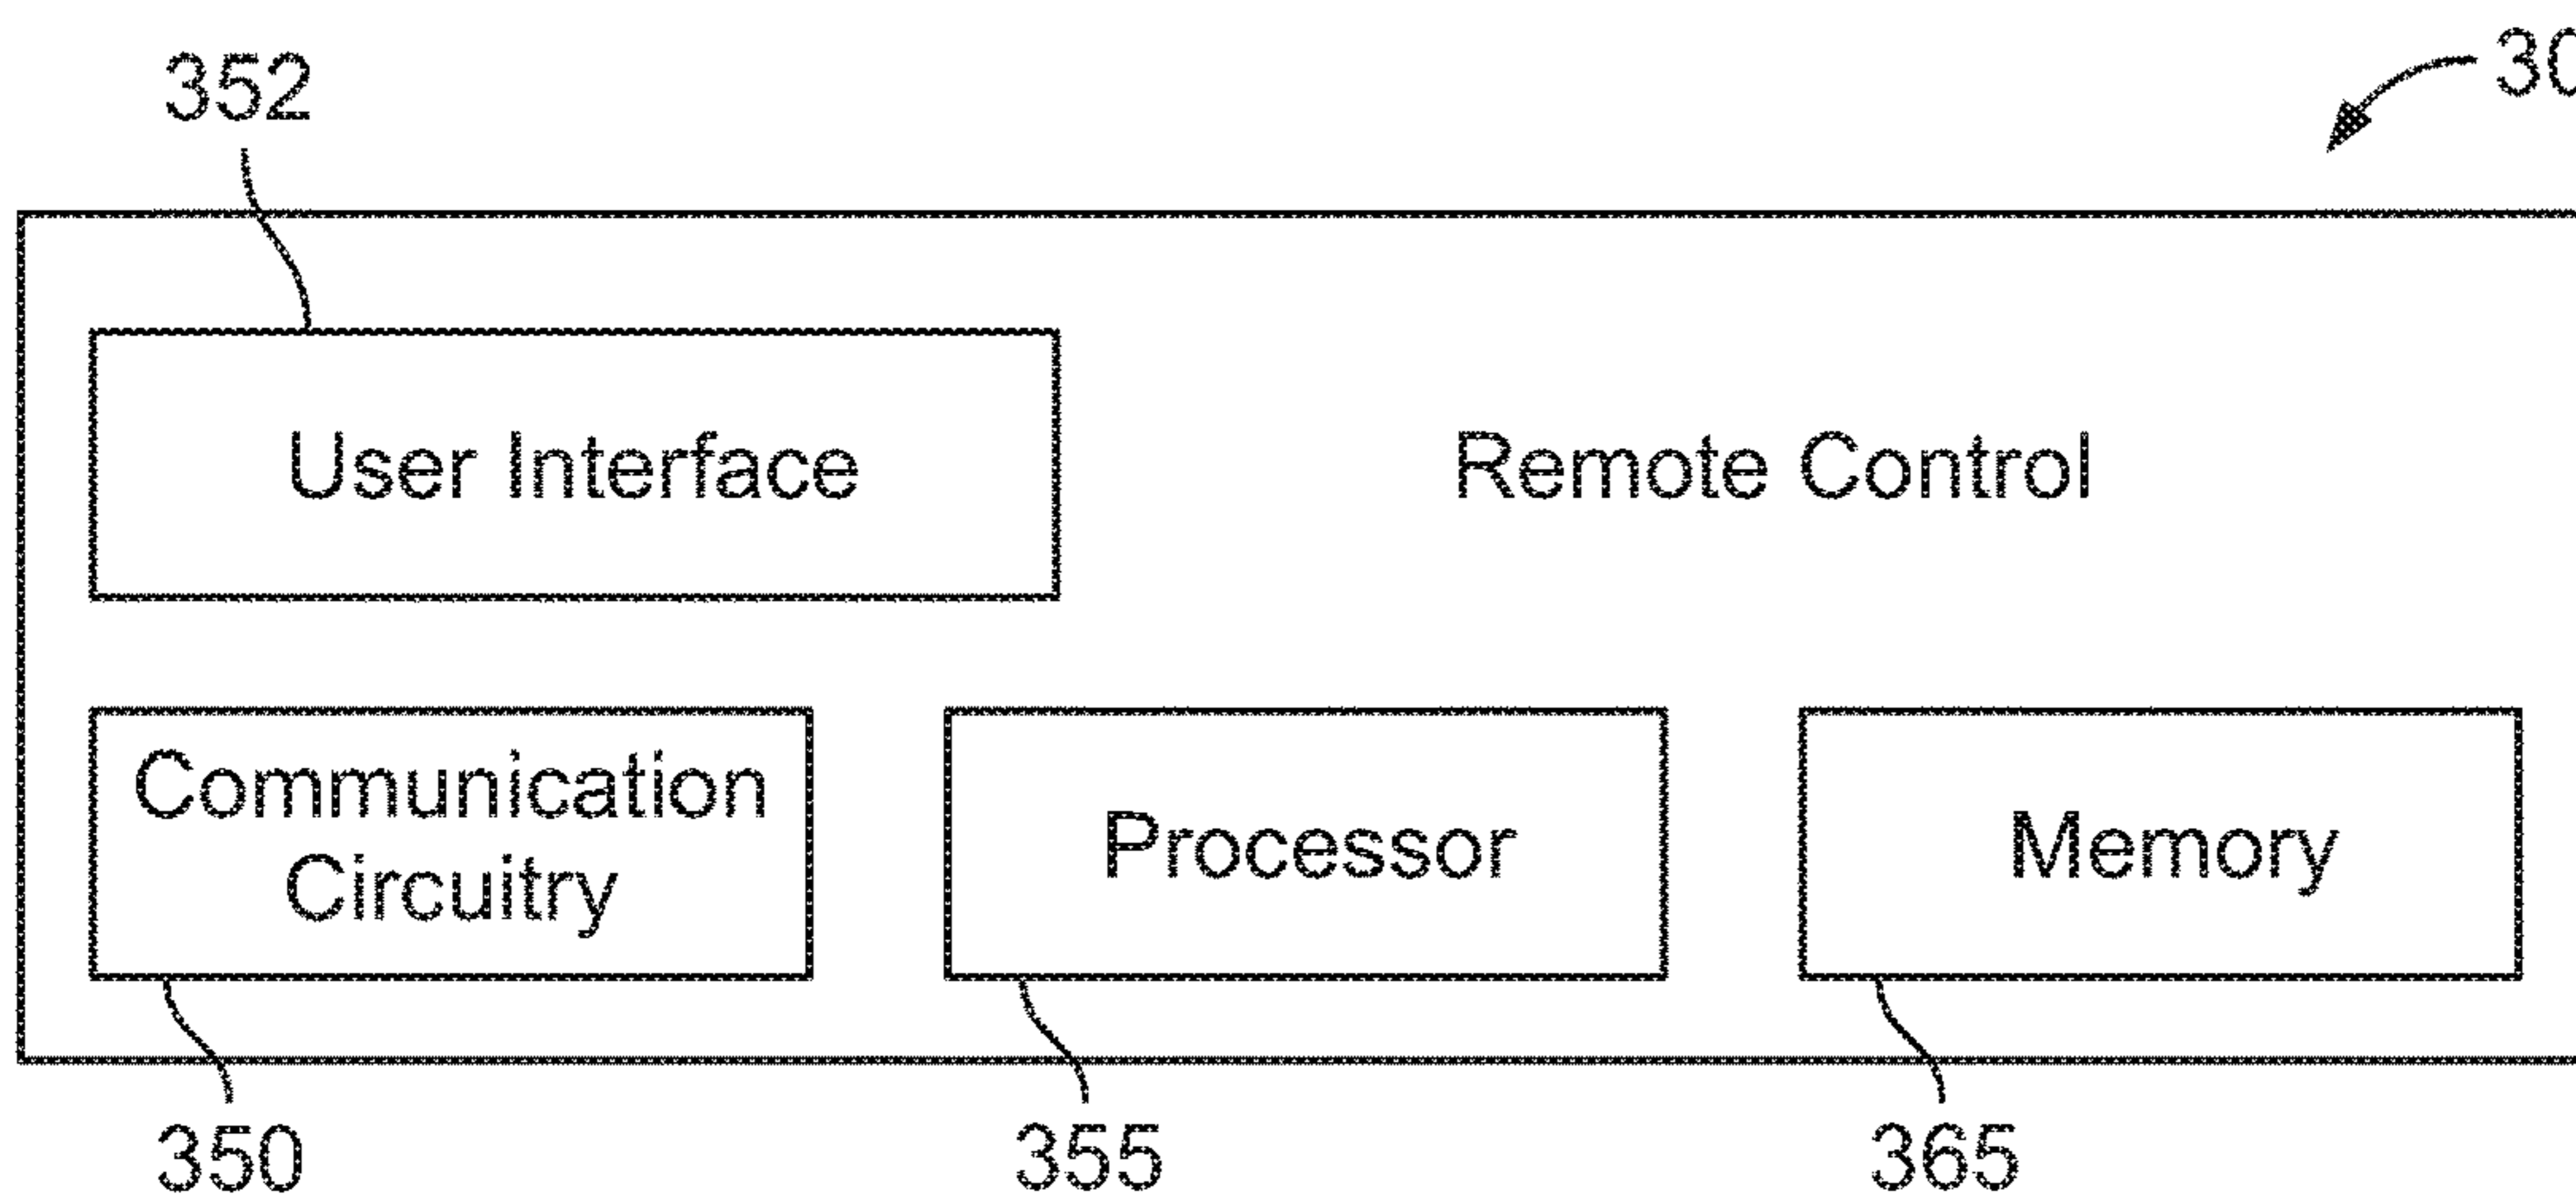 352
User Interface
Remote Control
Communication
Circuitry
Processor
Memory
350
355
365